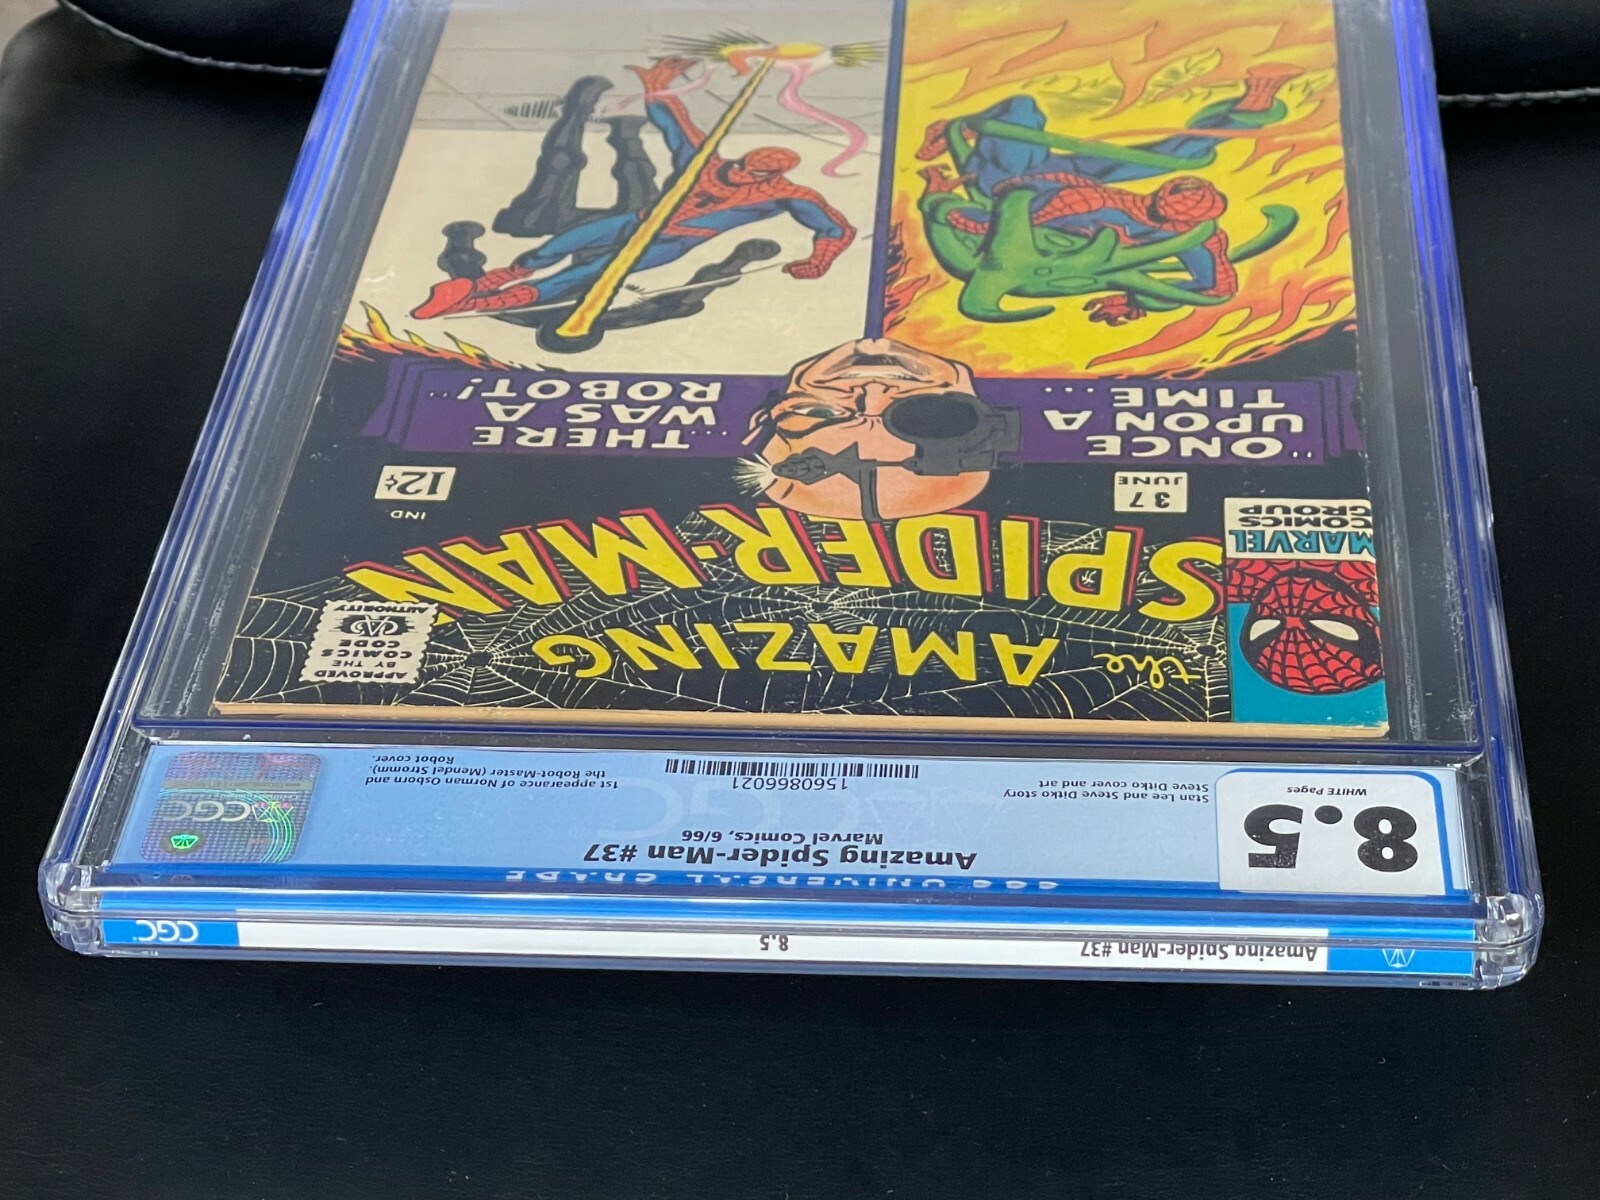 Amazing Spider-Man #37
8.5
CGC
CGC UNIVERSAL GRADE
8.5
WHITE Pages
Amazing Spider-Man #37
Marvel Comics, 6/66
Stan Lee and Steve Ditko story
Steve Ditko cover and art
1560866021
1st appearance of Norman Osborn and
the Robot-Master (Mendel Stromm).
Robot cover.
CGC
the AMAZING
SPIDER-MAN
MARVEL
COMICS
GROUP
37
JUNE
APPROVED
BY THE
COMICS
CODE
AUTHORITY
IND
12¢
"ONCE
UPON A
TIME...
...THERE
WAS A
ROBOT!"